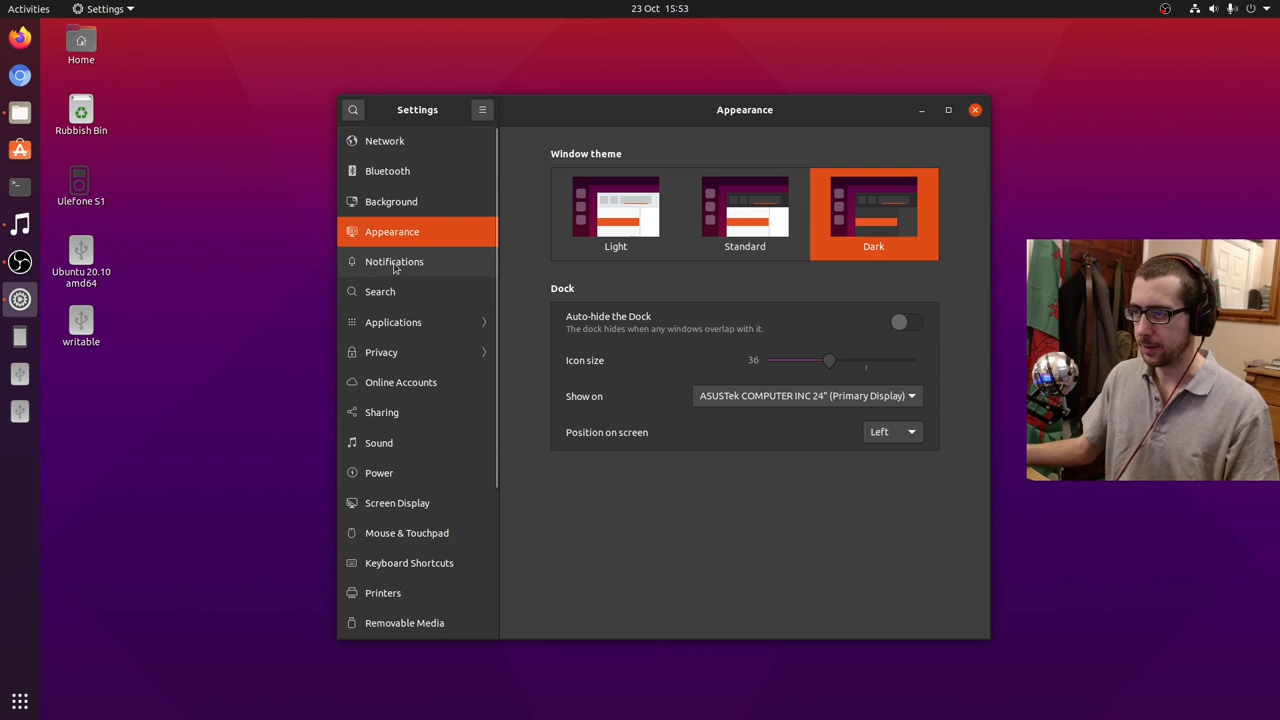 Activities
Settings
23 Oct 15:53
Home
Rubbish Bin
Ulefone S1
Ubuntu 20.10
amd64
writable
Settings
Network
Bluetooth
Background
Appearance
Notifications
Search
Applications
Privacy
Online Accounts
Sharing
Sound
Power
Screen Display
Mouse & Touchpad
Keyboard Shortcuts
Printers
Removable Media
Appearance
Window theme
Light
Standard
Dark
Dock
Auto-hide the Dock
The dock hides when any windows overlap with it.
Icon size
36
Show on
ASUSTek COMPUTER INC 24" (Primary Display)
Position on screen
Left